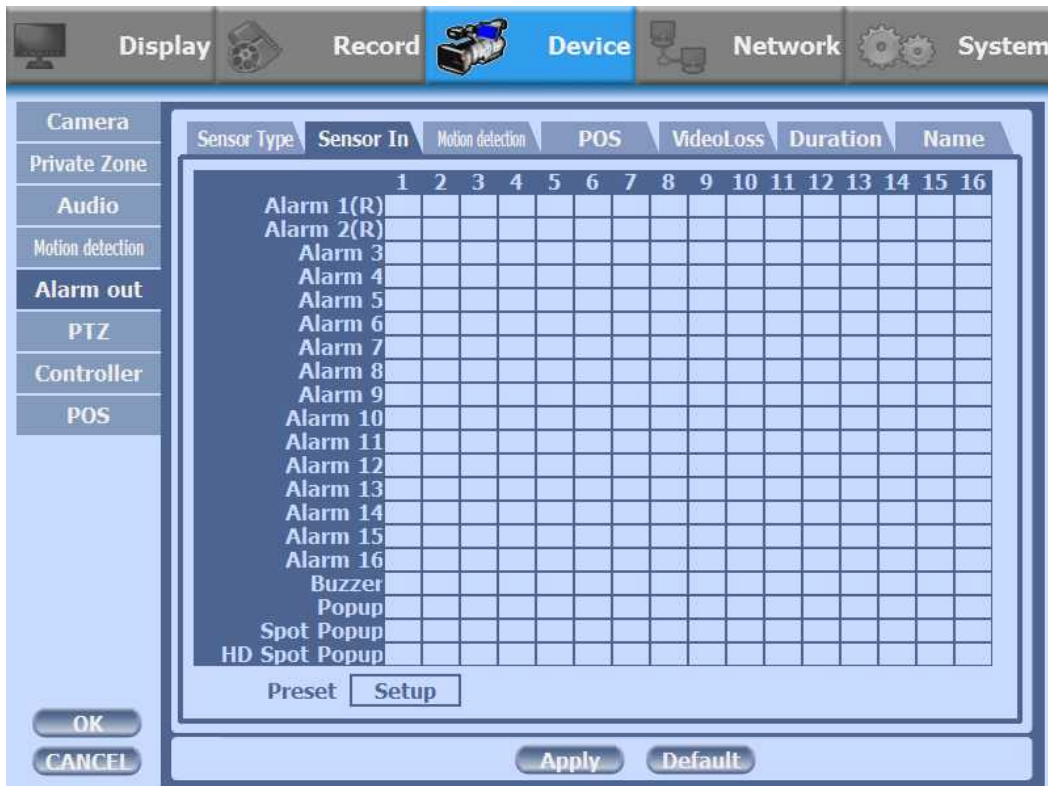 Display Record Device Network System
Camera
Private Zone
Audio
Motion detection
Alarm out
PTZ
Controller
POS
OK
CANCEL
Sensor Type Sensor In Motion detection POS VideoLoss Duration Name
1 2 3 4 5 6 7 8 9 10 11 12 13 14 15 16
Alarm 1(R)
Alarm 2(R)
Alarm 3
Alarm 4
Alarm 5
Alarm 6
Alarm 7
Alarm 8
Alarm 9
Alarm 10
Alarm 11
Alarm 12
Alarm 13
Alarm 14
Alarm 15
Alarm 16
Buzzer
Popup
Spot Popup
HD Spot Popup
Preset Setup
Apply Default